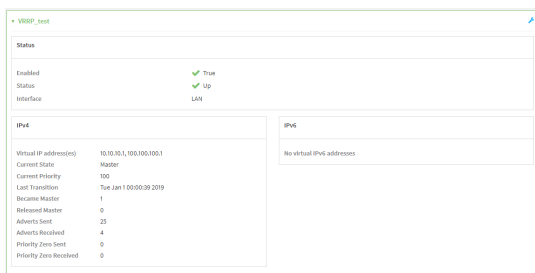 VRRP_test
Status
Enabled True
Status Up
Interface LAN
IPv4
Virtual IP address(es) 10.10.10.1, 100.100.100.1
Current State Master
Current Priority 100
Last Transition Tue Jan 1 00:00:39 2019
Became Master 1
Released Master 0
Adverts Sent 25
Adverts Received 4
Priority Zero Sent 0
Priority Zero Received 0
IPv6
No virtual IPv6 addresses